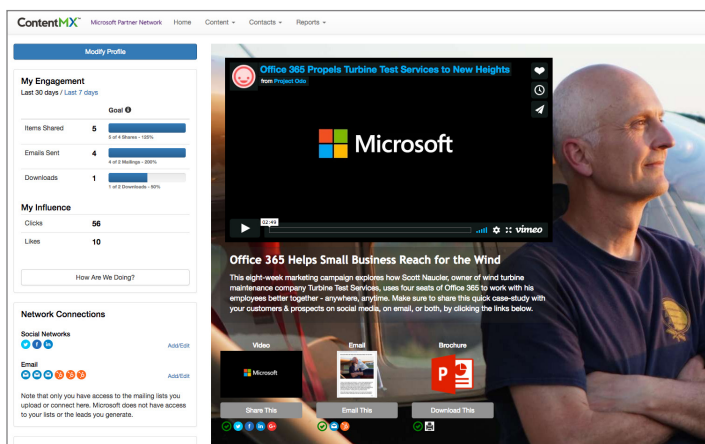 ContentMX™ Microsoft Partner Network Home Content Contacts Reports
Modify Profile
My Engagement
Last 30 days / Last 7 days
Goal
Items Shared 5
5 of 4 Shares - 125%
Emails Sent 4
4 of 2 Mailings - 200%
Downloads 1
1 of 2 Downloads - 50%
My Influence
Clicks 56
Likes 10
How Are We Doing?
Network Connections
Social Networks
Add/Edit
Email
Add/Edit
Note that only you have access to the mailing lists you
upload or connect here. Microsoft does not have access
to your lists or the leads you generate.
Office 365 Propels Turbine Test Services to New Heights
from Project Odo
Microsoft
02:49
vimeo
Office 365 Helps Small Business Reach for the Wind
This eight-week marketing campaign explores how Scott Naucler, owner of wind turbine
maintenance company Turbine Test Services, uses four seats of Office 365 to work with his
employees better together - anywhere, anytime. Make sure to share this quick case-study with
your customers & prospects on social media, on email, or both, by clicking the links below.
Video Email Brochure
Microsoft
P
Share This Email This Download This